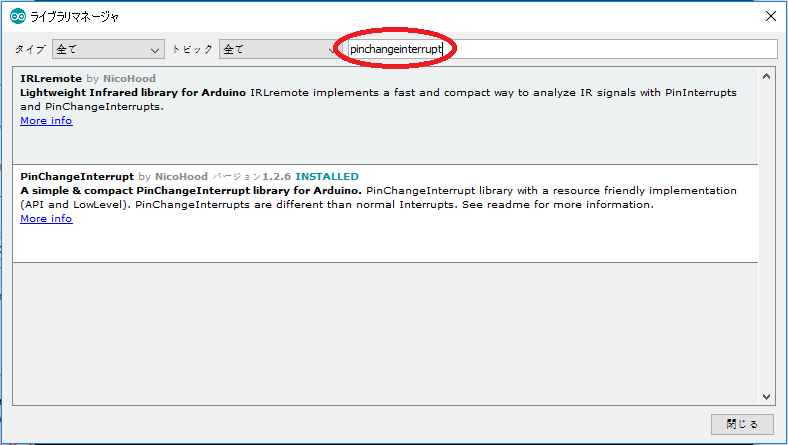 ライブラリマネージャ
タイプ 全て トピック 全て pinchangeinterrupt
IRLremote by NicoHood
Lightweight Infrared library for Arduino IRLremote implements a fast and compact way to analyze IR signals with PinInterrupts
and PinChangeInterrupts.
More info
PinChangeInterrupt by NicoHood バージョン1.2.6 INSTALLED
A simple & compact PinChangeInterrupt library for Arduino. PinChangeInterrupt library with a resource friendly implementation
(API and LowLevel). PinChangeInterrupts are different than normal Interrupts. See readme for more information.
More info
閉じる